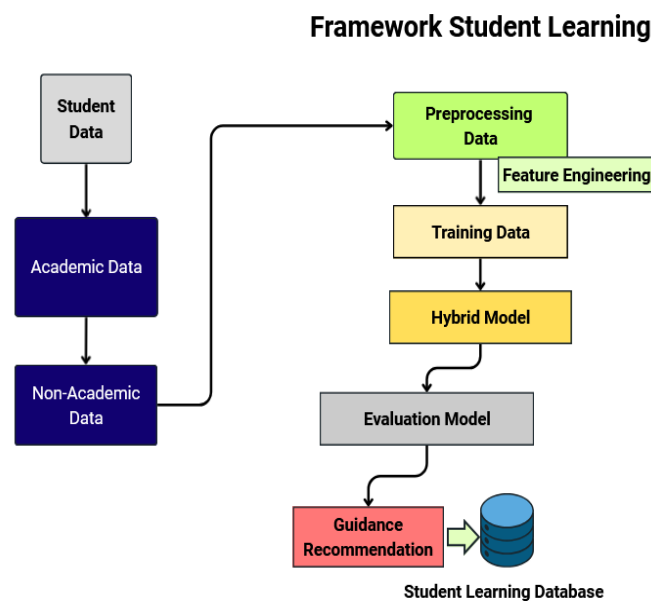 Framework Student Learning
Student
Data
Academic Data
Non-Academic
Data
Preprocessing
Data
Feature Engineering
Training Data
Hybrid Model
Evaluation Model
Guidance
Recommendation
Student Learning Database